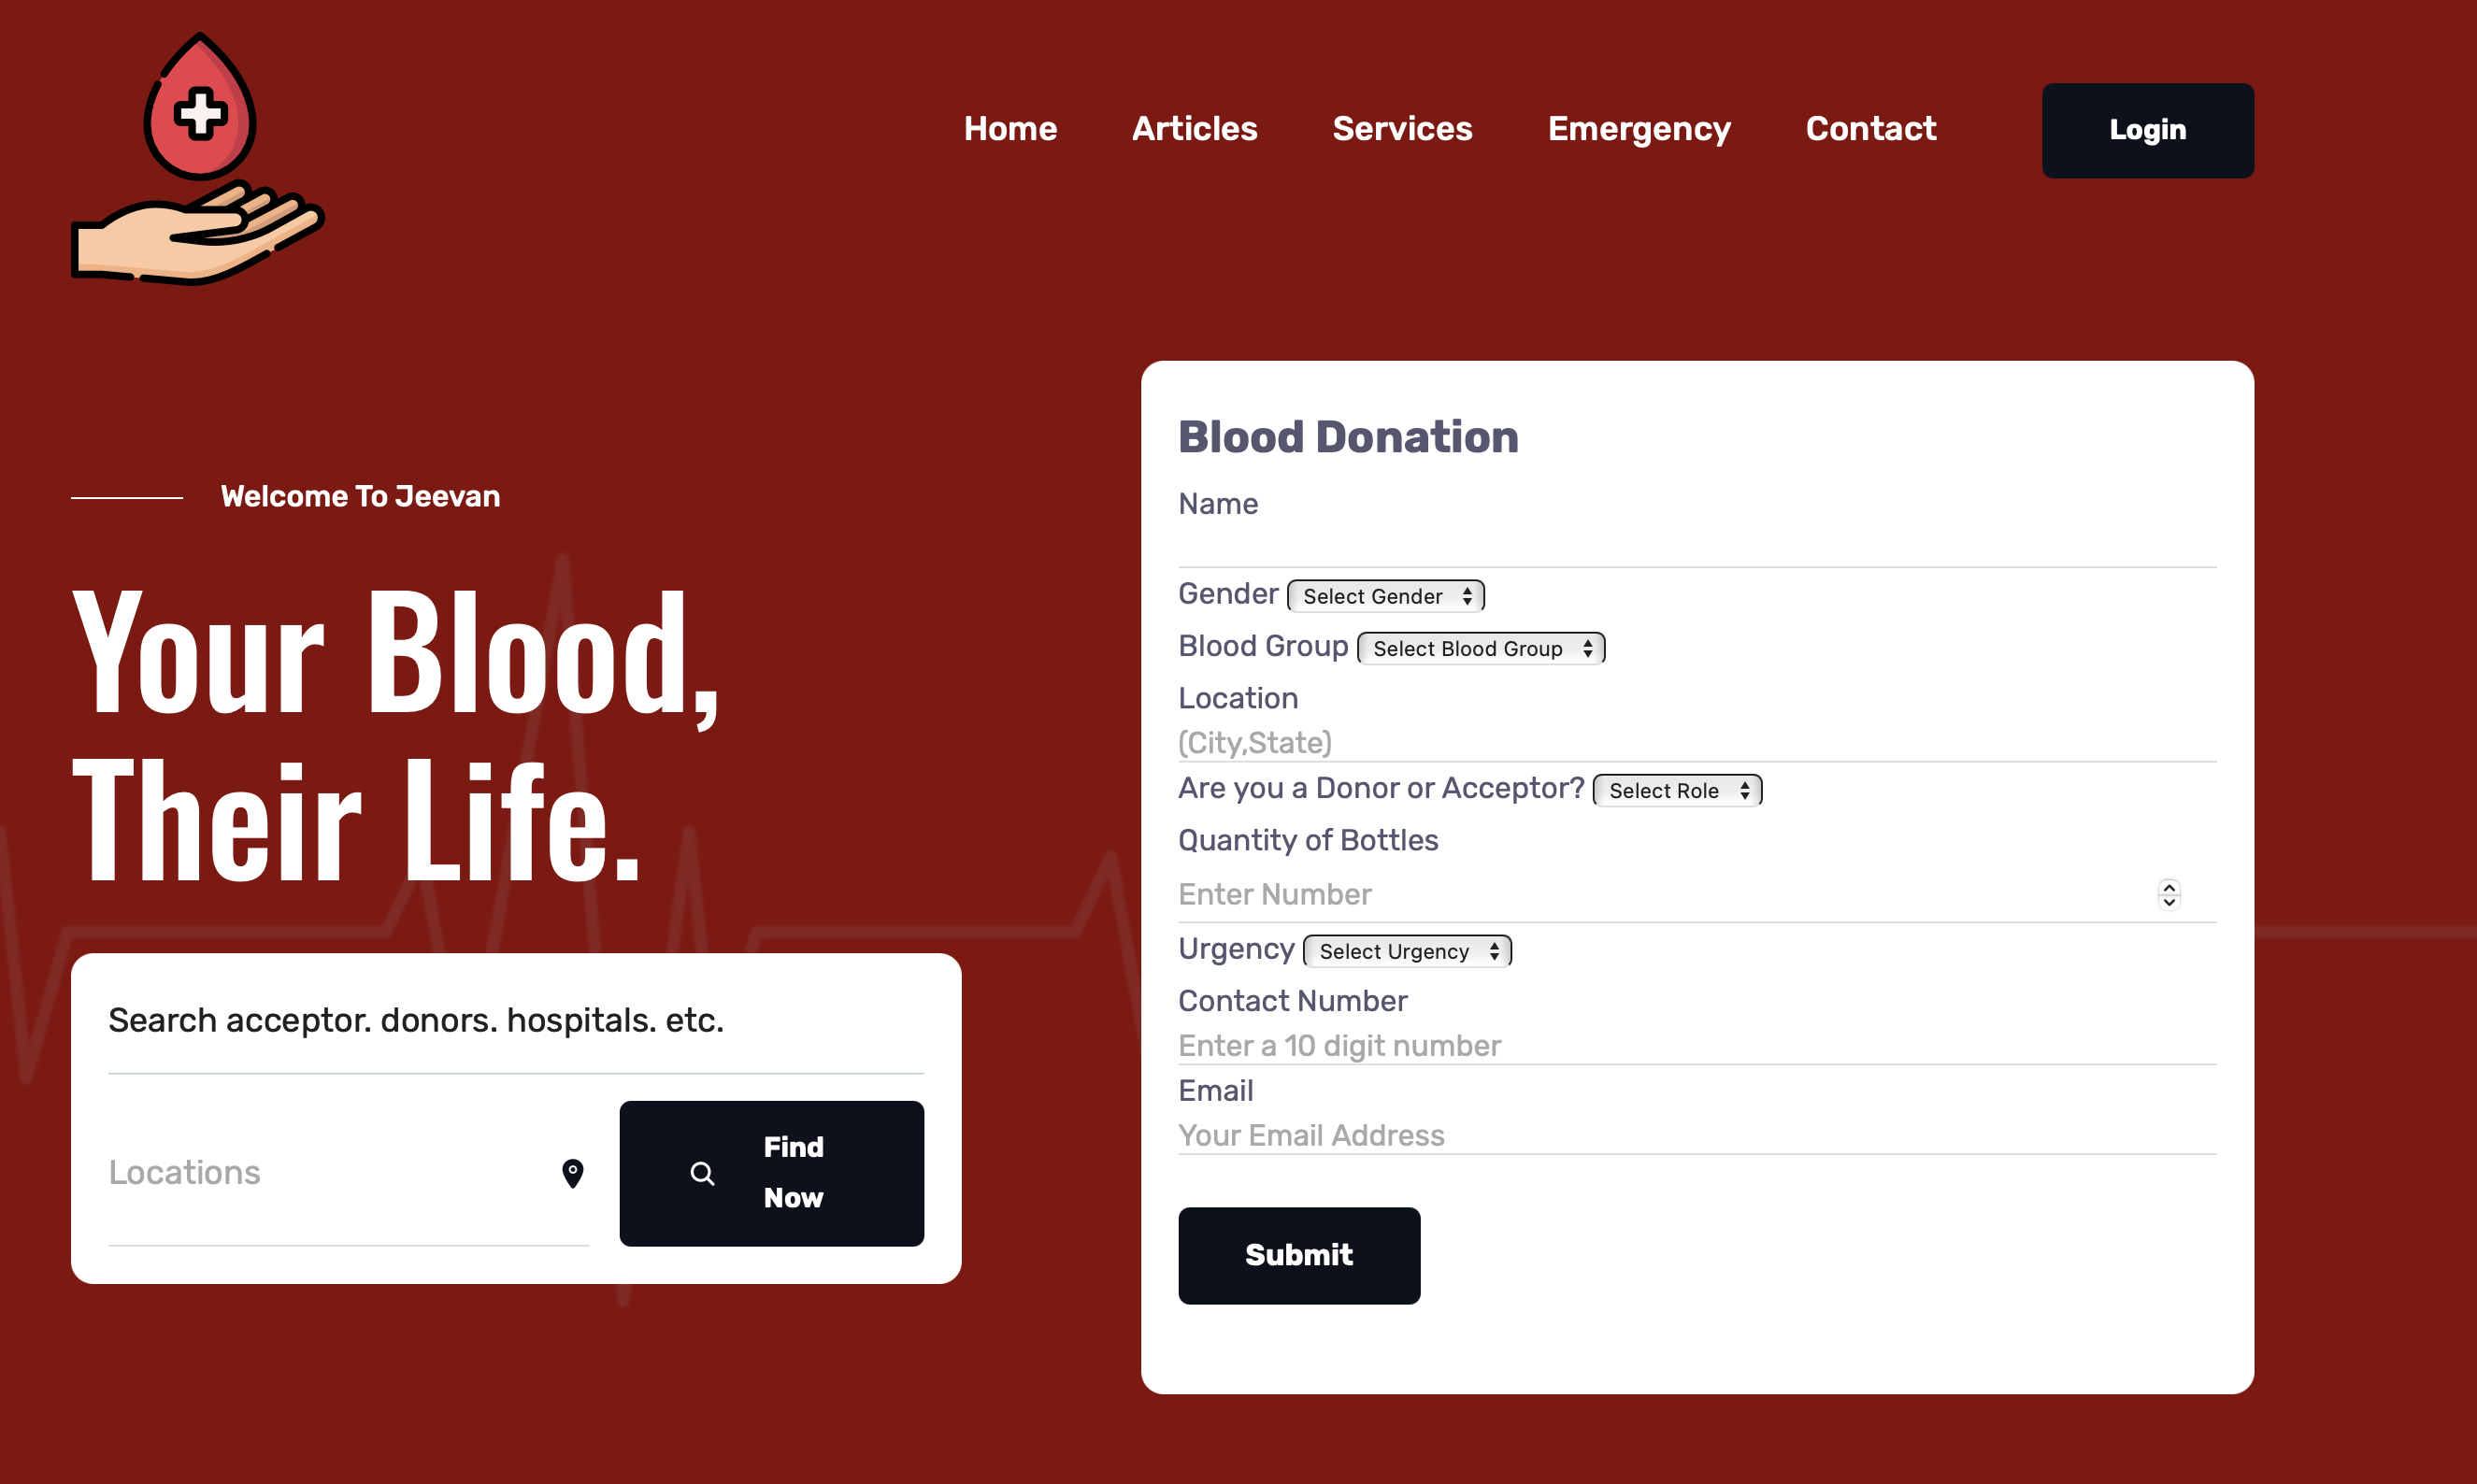 Home Articles Services Emergency Contact Login
Welcome To Jeevan
Your Blood,
Their Life.
Search acceptor. donors. hospitals. etc.
Locations
Find
Now
Blood Donation
Name
Gender Select Gender
Blood Group Select Blood Group
Location
(City,State)
Are you a Donor or Acceptor? Select Role
Quantity of Bottles
Enter Number
Urgency Select Urgency
Contact Number
Enter a 10 digit number
Email
Your Email Address
Submit